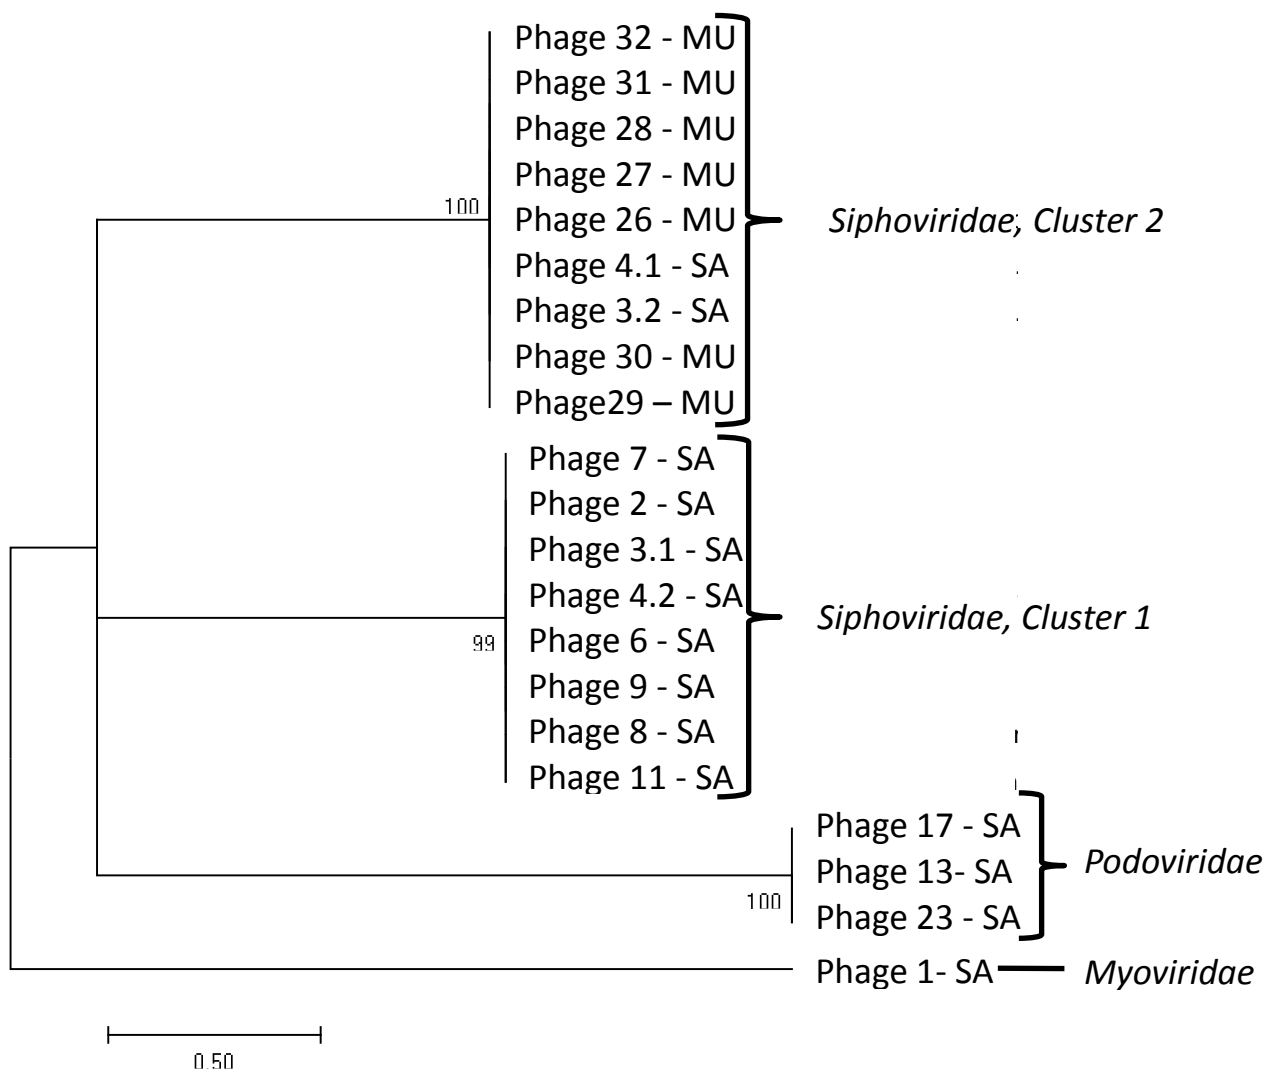 Phage 32 - MU
Phage 31 - MU
Phage 28 - MU
Phage 27 - MU
100
Phage 26 - MU
Siphoviridae, Cluster 2
Phage 4.1 - SA
Phage 3.2 - SA
Phage 30 - MU
Phage29 – MU
Phage 7 - SA
Phage 2 - SA
Phage 3.1 - SA
Phage 4.2 - SA
Siphoviridae, Cluster 1
99
Phage 6 - SA
Phage 9 - SA
Phage 8 - SA
Phage 11 - SA
Phage 17 - SA
Phage 13- SA
Podoviridae
100
Phage 23 - SA
Phage 1- SA
Myoviridae
0.50